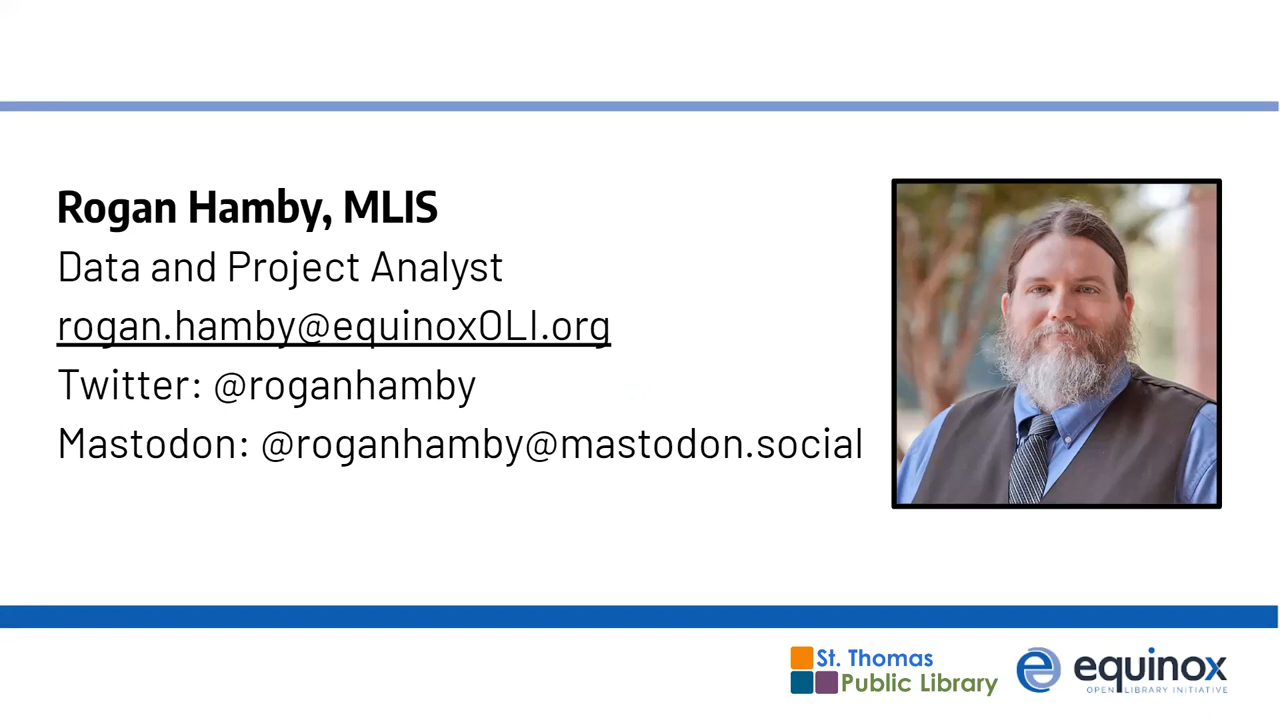 Rogan Hamby, MLIS
Data and Project Analyst
rogan.hamby@equinoxOLI.org
Twitter: @roganhamby
Mastodon: @roganhamby@mastodon.social
St. Thomas
Public Library
equinox
OPEN LIBRARY INITIATIVE